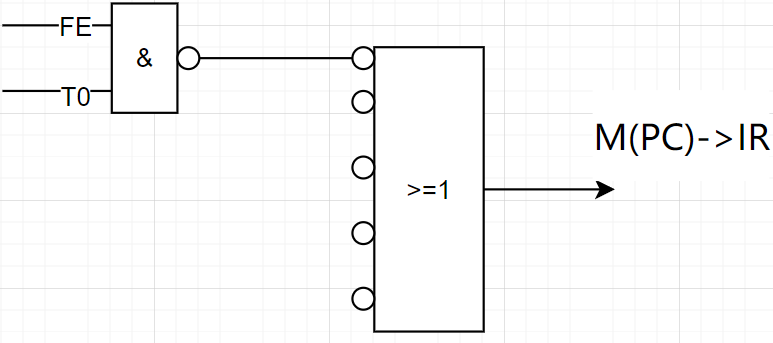 FE
&
T0
M(PC)->IR
>=1